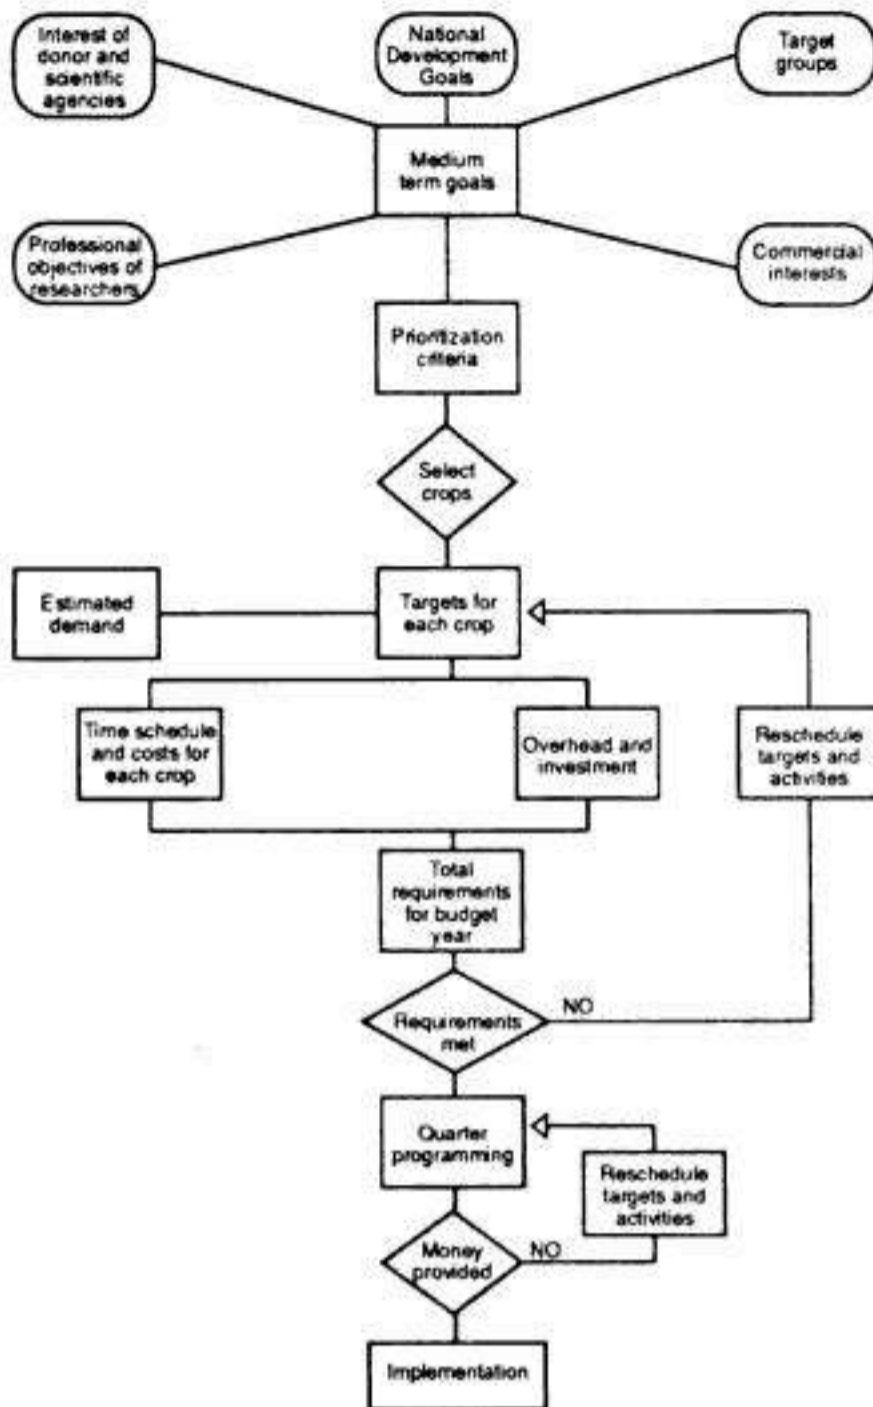 Interest of
donor and
scientific
agencies
National
Development
Goals
Target
groups
Medium
term goals
Professional
objectives of
researchers
Commercial
interests
Prioritization
criteria
Select
crops
Estimated
demand
Targets for
each crop
Time schedule
and costs for
each crop
Overhead and
investment
Reschedule
targets and
activities
Total
requirements
for budget
year
Requirements
met
NO
Quarter
programming
Reschedule
targets and
activities
Money
provided
NO
Implementation